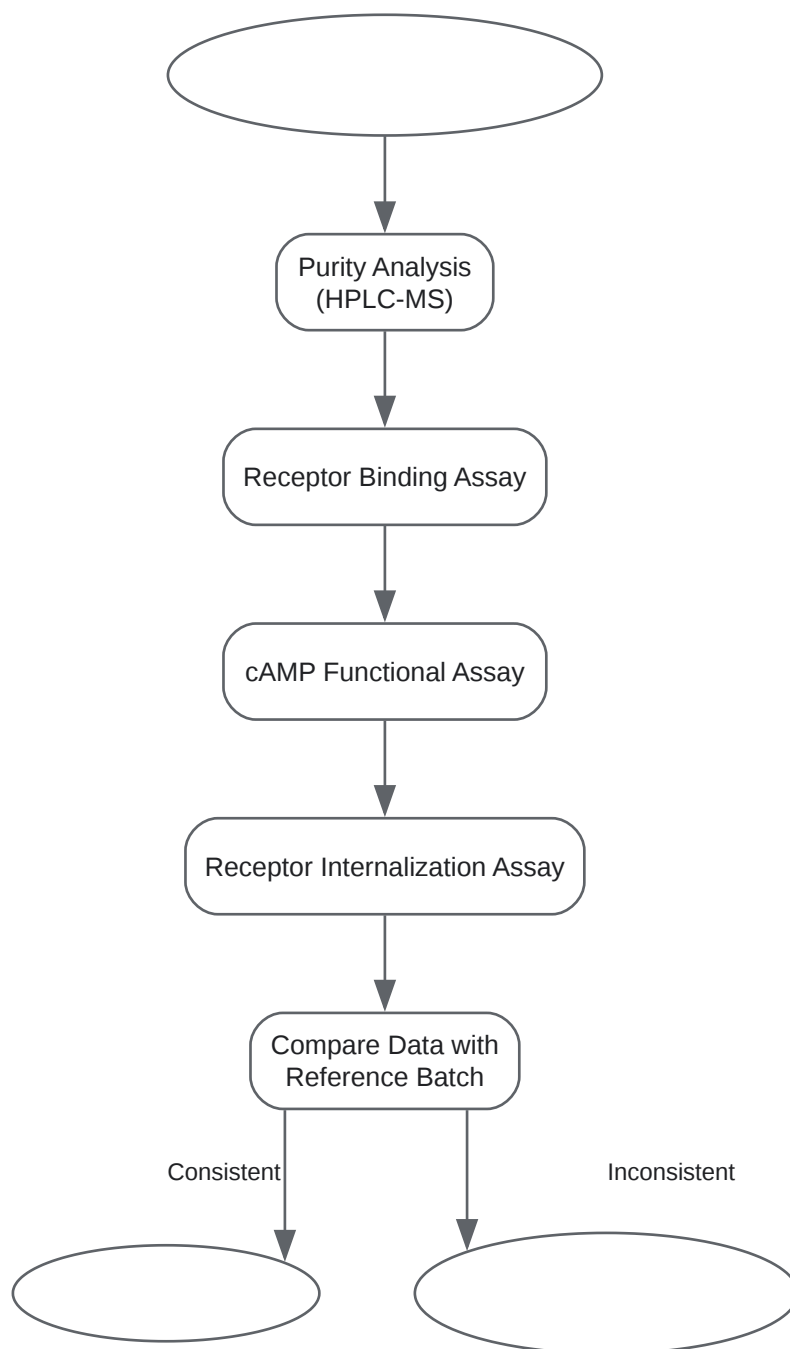 Purity Analysis
(HPLC-MS)
Receptor Binding Assay
cAMP Functional Assay
Receptor Internalization Assay
Compare Data with
Reference Batch
Consistent
Inconsistent